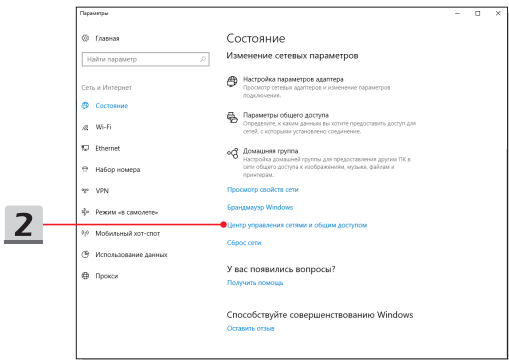 Параметры
Главная
Найти параметр
Сеть и Интернет
Состояние
Wi-Fi
Ethernet
Набор номера
VPN
Режим «в самолете»
Мобильный хот-спот
Использование данных
Прокси
2
Состояние
Изменение сетевых параметров
Настройка параметров адаптера
Просмотр сетевых адаптеров и изменение параметров
подключения.
Параметры общего доступа
Определите, к каким данным вы хотите предоставить доступ для
сетей, с которыми установлено соединение.
Домашняя группа
Настройка домашней группы для предоставления другим ПК в
сети общего доступа к изображениям, музыке, файлам и
принтерам.
Просмотр свойств сети
Брандмауэр Windows
Центр управления сетями и общим доступом
Сброс сети
У вас появились вопросы?
Получить помощь
Способствуйте совершенствованию Windows
Оставить отзыв